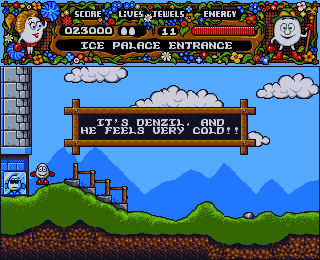 SCORE LIVES JEWELS ENERGY
023000 11
ICE PALACE ENTRANCE
IT'S DENZIL, AND
HE FEELS VERY COLD!!